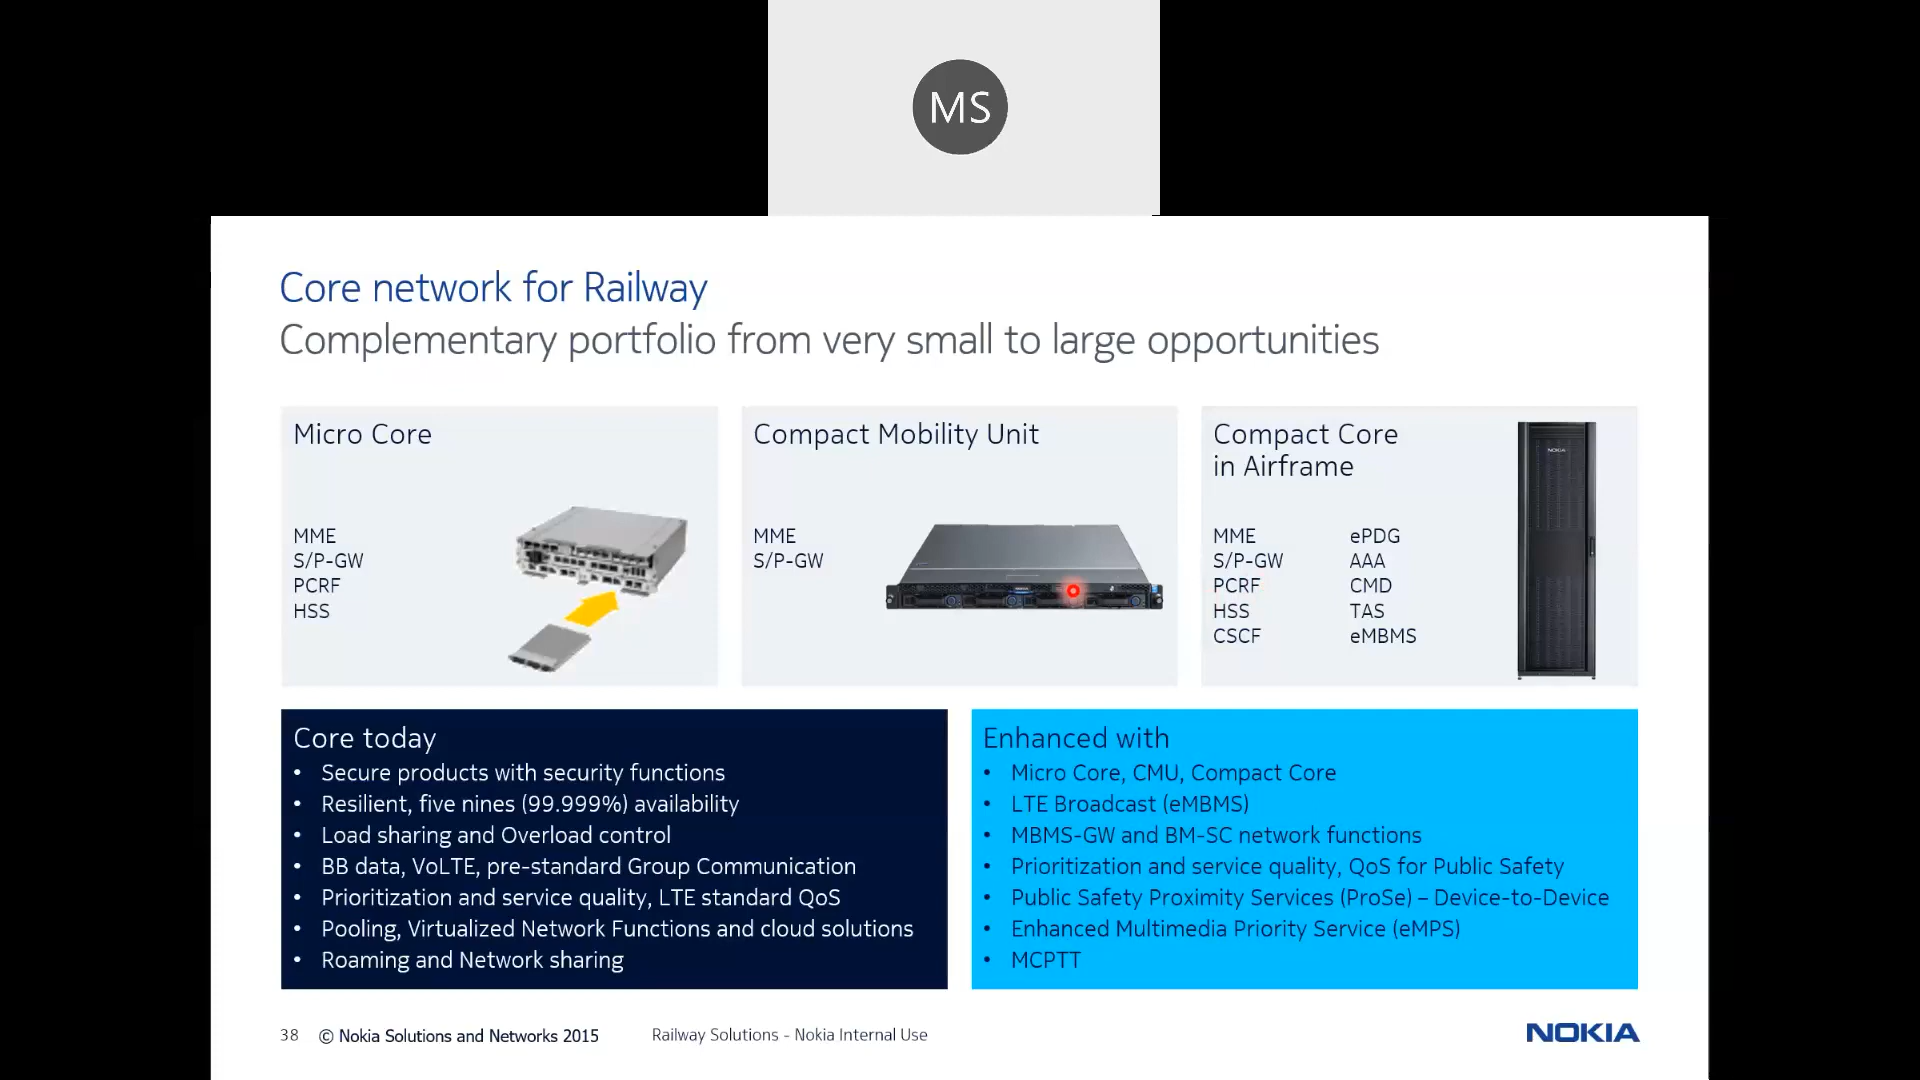 MS
Core network for Railway
Complementary portfolio from very small to large opportunities
Micro Core
MME
S/P-GW
PCRF
HSS
Compact Mobility Unit
MME
S/P-GW
Compact Core
in Airframe
MME
S/P-GW
PCRF
HSS
CSCF
ePDG
AAA
CMD
TAS
eMBMS
NOKIA
Core today
• Secure products with security functions
• Resilient, five nines (99.999%) availability
• Load sharing and Overload control
• BB data, VoLTE, pre-standard Group Communication
• Prioritization and service quality, LTE standard QoS
• Pooling, Virtualized Network Functions and cloud solutions
• Roaming and Network sharing
Enhanced with
• Micro Core, CMU, Compact Core
• LTE Broadcast (eMBMS)
• MBMS-GW and BM-SC network functions
• Prioritization and service quality, QoS for Public Safety
• Public Safety Proximity Services (ProSe) – Device-to-Device
• Enhanced Multimedia Priority Service (eMPS)
• MCPTT
38 © Nokia Solutions and Networks 2015 Railway Solutions - Nokia Internal Use
NOKIA